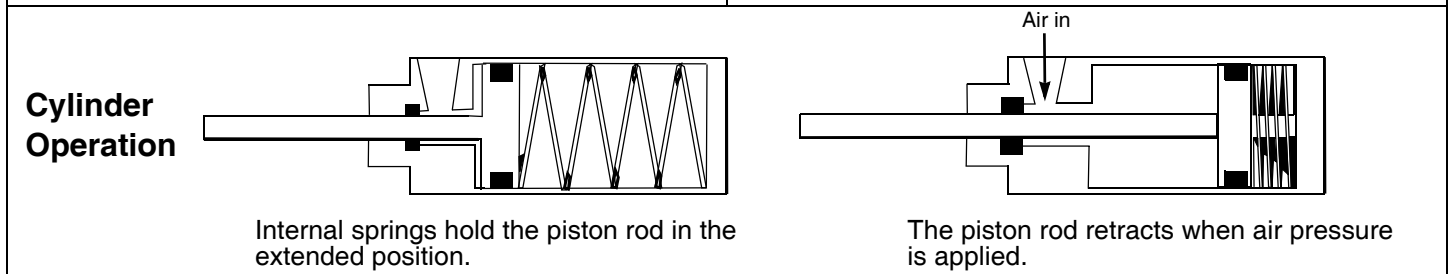 Air in
Cylinder
Operation
Internal springs hold the piston rod in the
extended position.
The piston rod retracts when air pressure
is applied.